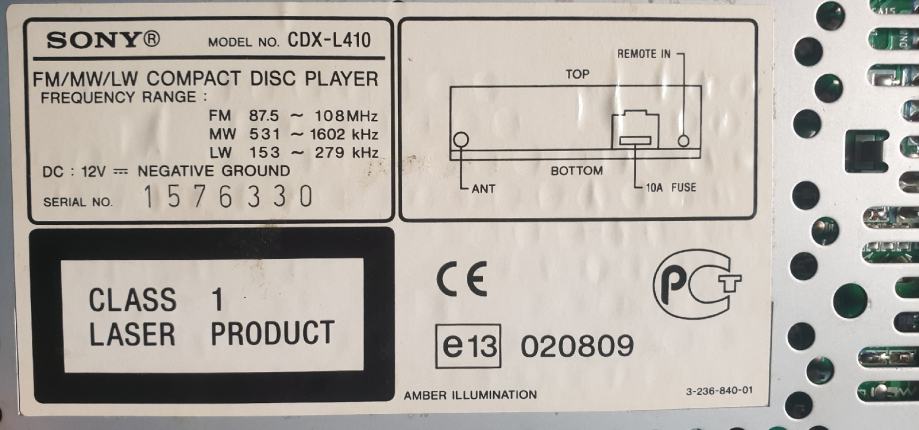 SONY® MODEL NO. CDX-L410
FM/MW/LW COMPACT DISC PLAYER
FREQUENCY RANGE :
FM 87.5 ~ 108MHz
MW 531 ~ 1602 kHz
LW 153 ~ 279 kHz
DC : 12V ⎓ NEGATIVE GROUND
SERIAL NO. 1576330
REMOTE IN
TOP
BOTTOM
ANT
10A FUSE
CLASS 1
LASER PRODUCT
CE
РСТ
e13 020809
AMBER ILLUMINATION
3-236-840-01